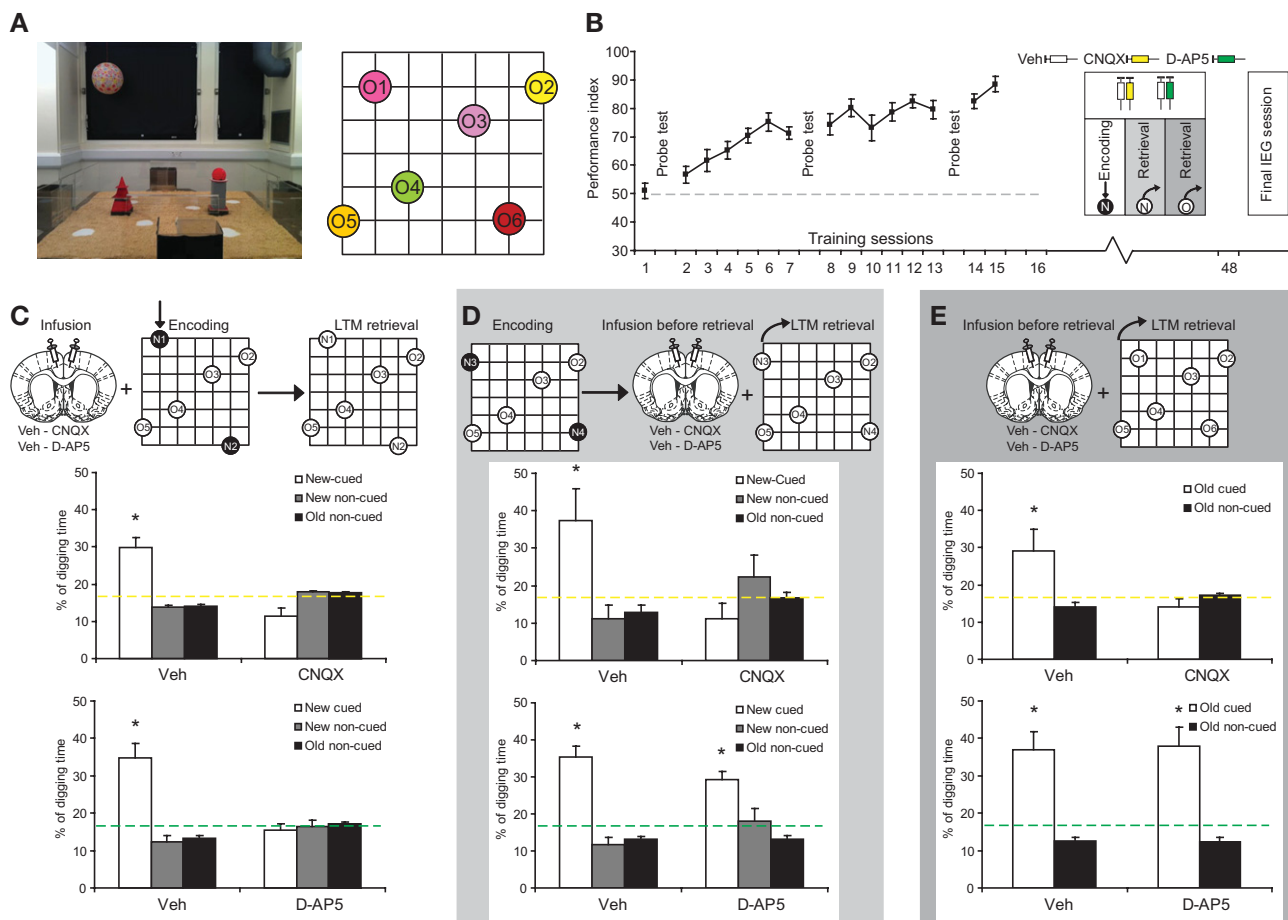 A
O1
O2
O3
O4
O5
O6
B
Performance index
100
90
80
70
60
50
40
30
Probe test
Probe test
Probe test
Training sessions
1 2 3 4 5 6 7 8 9 10 11 12 13 14 15 16 48
Veh CNQX D-AP5
Encoding
Retrieval
Retrieval
N N O
Final IEG session
C
Infusion Encoding LTM retrieval
N1
O2
O3
O4
O5
N2
N1
O2
O3
O4
O5
N2
+
Veh - CNQX
Veh - D-AP5
% of digging time
50
40
30
20
10
0
*
New-cued
New non-cued
Old non-cued
Veh CNQX
% of digging time
50
40
30
20
10
0
*
New cued
New non-cued
Old non-cued
Veh D-AP5
D
Encoding Infusion before retrieval LTM retrieval
N3
O2
O3
O4
O5
N4
+
N3
O2
O3
O4
O5
N4
Veh - CNQX
Veh - D-AP5
% of digging time
50
40
30
20
10
0
*
New-Cued
New non-cued
Old non-cued
Veh CNQX
% of digging time
50
40
30
20
10
0
* *
New cued
New non-cued
Old non-cued
Veh D-AP5
E
Infusion before retrieval LTM retrieval
+
O1
O2
O3
O4
O5
O6
Veh - CNQX
Veh - D-AP5
% of digging time
50
40
30
20
10
0
*
Old cued
Old non-cued
Veh CNQX
% of digging time
50
40
30
20
10
0
* *
Old cued
Old non-cued
Veh D-AP5